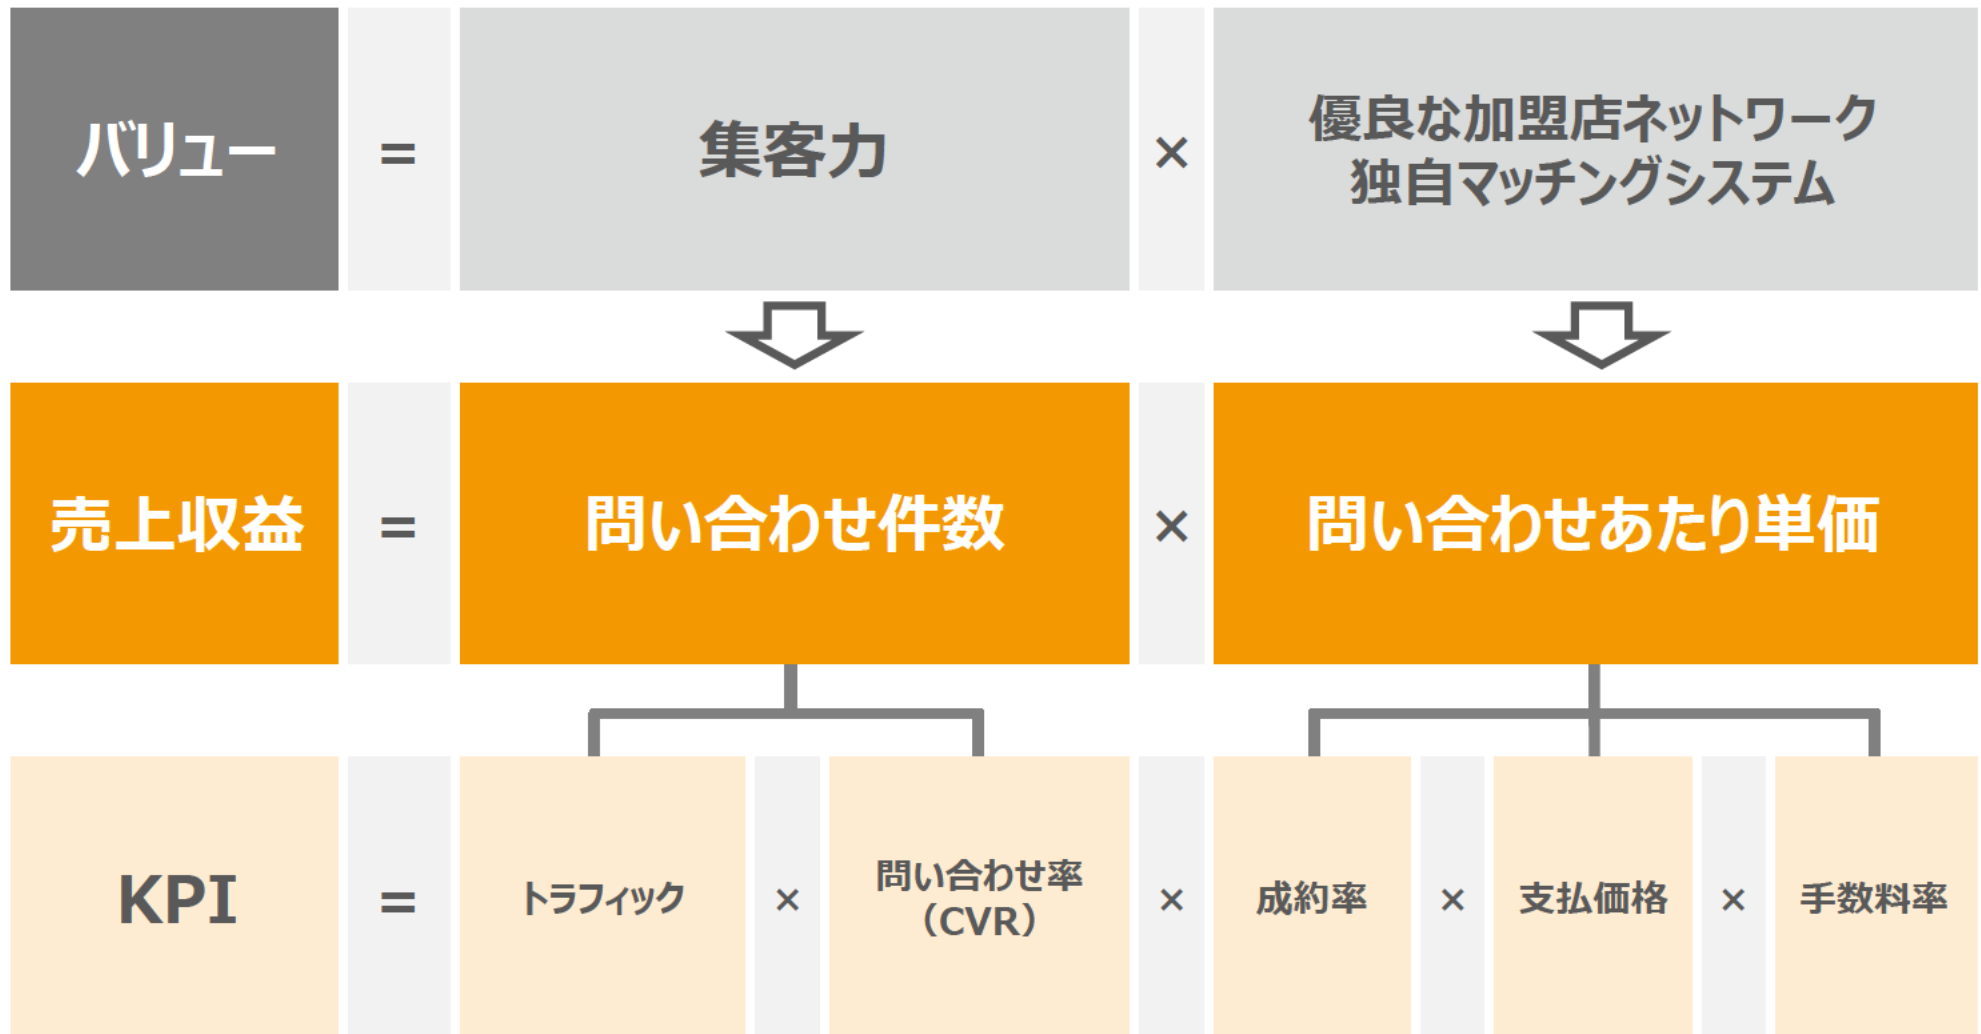 バリュー = 集客力 × 優良な加盟店ネットワーク
独自マッチングシステム
売上収益 = 問い合わせ件数 × 問い合わせあたり単価
KPI = トラフィック × 問い合わせ率
（CVR） × 成約率 × 支払価格 × 手数料率